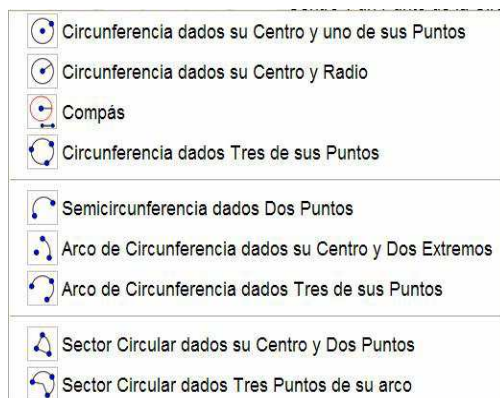 Circunferencia dados su Centro y uno de sus Puntos
Circunferencia dados su Centro y Radio
Compás
Circunferencia dados Tres de sus Puntos
Semicircunferencia dados Dos Puntos
Arco de Circunferencia dados su Centro y Dos Extremos
Arco de Circunferencia dados Tres de sus Puntos
Sector Circular dados su Centro y Dos Puntos
Sector Circular dados Tres Puntos de su arco